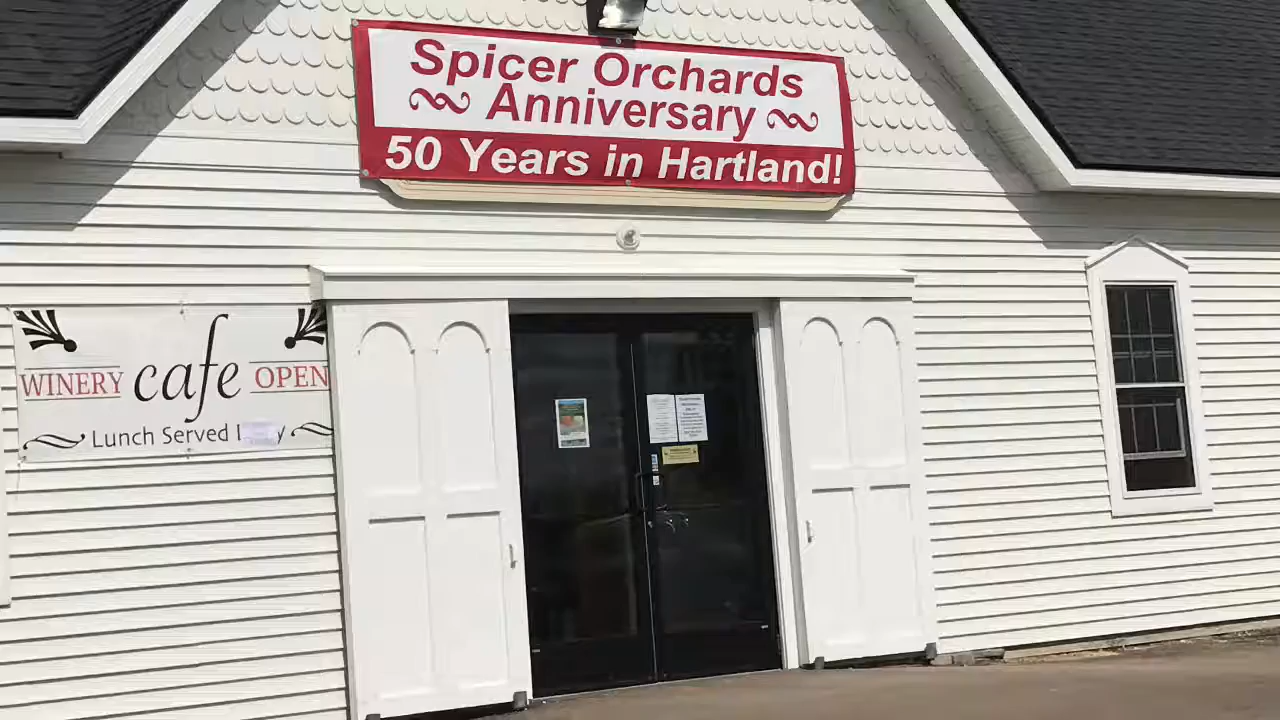 Spicer Orchards
Anniversary
50 Years in Hartland!
WINERY cafe OPEN
Lunch Served